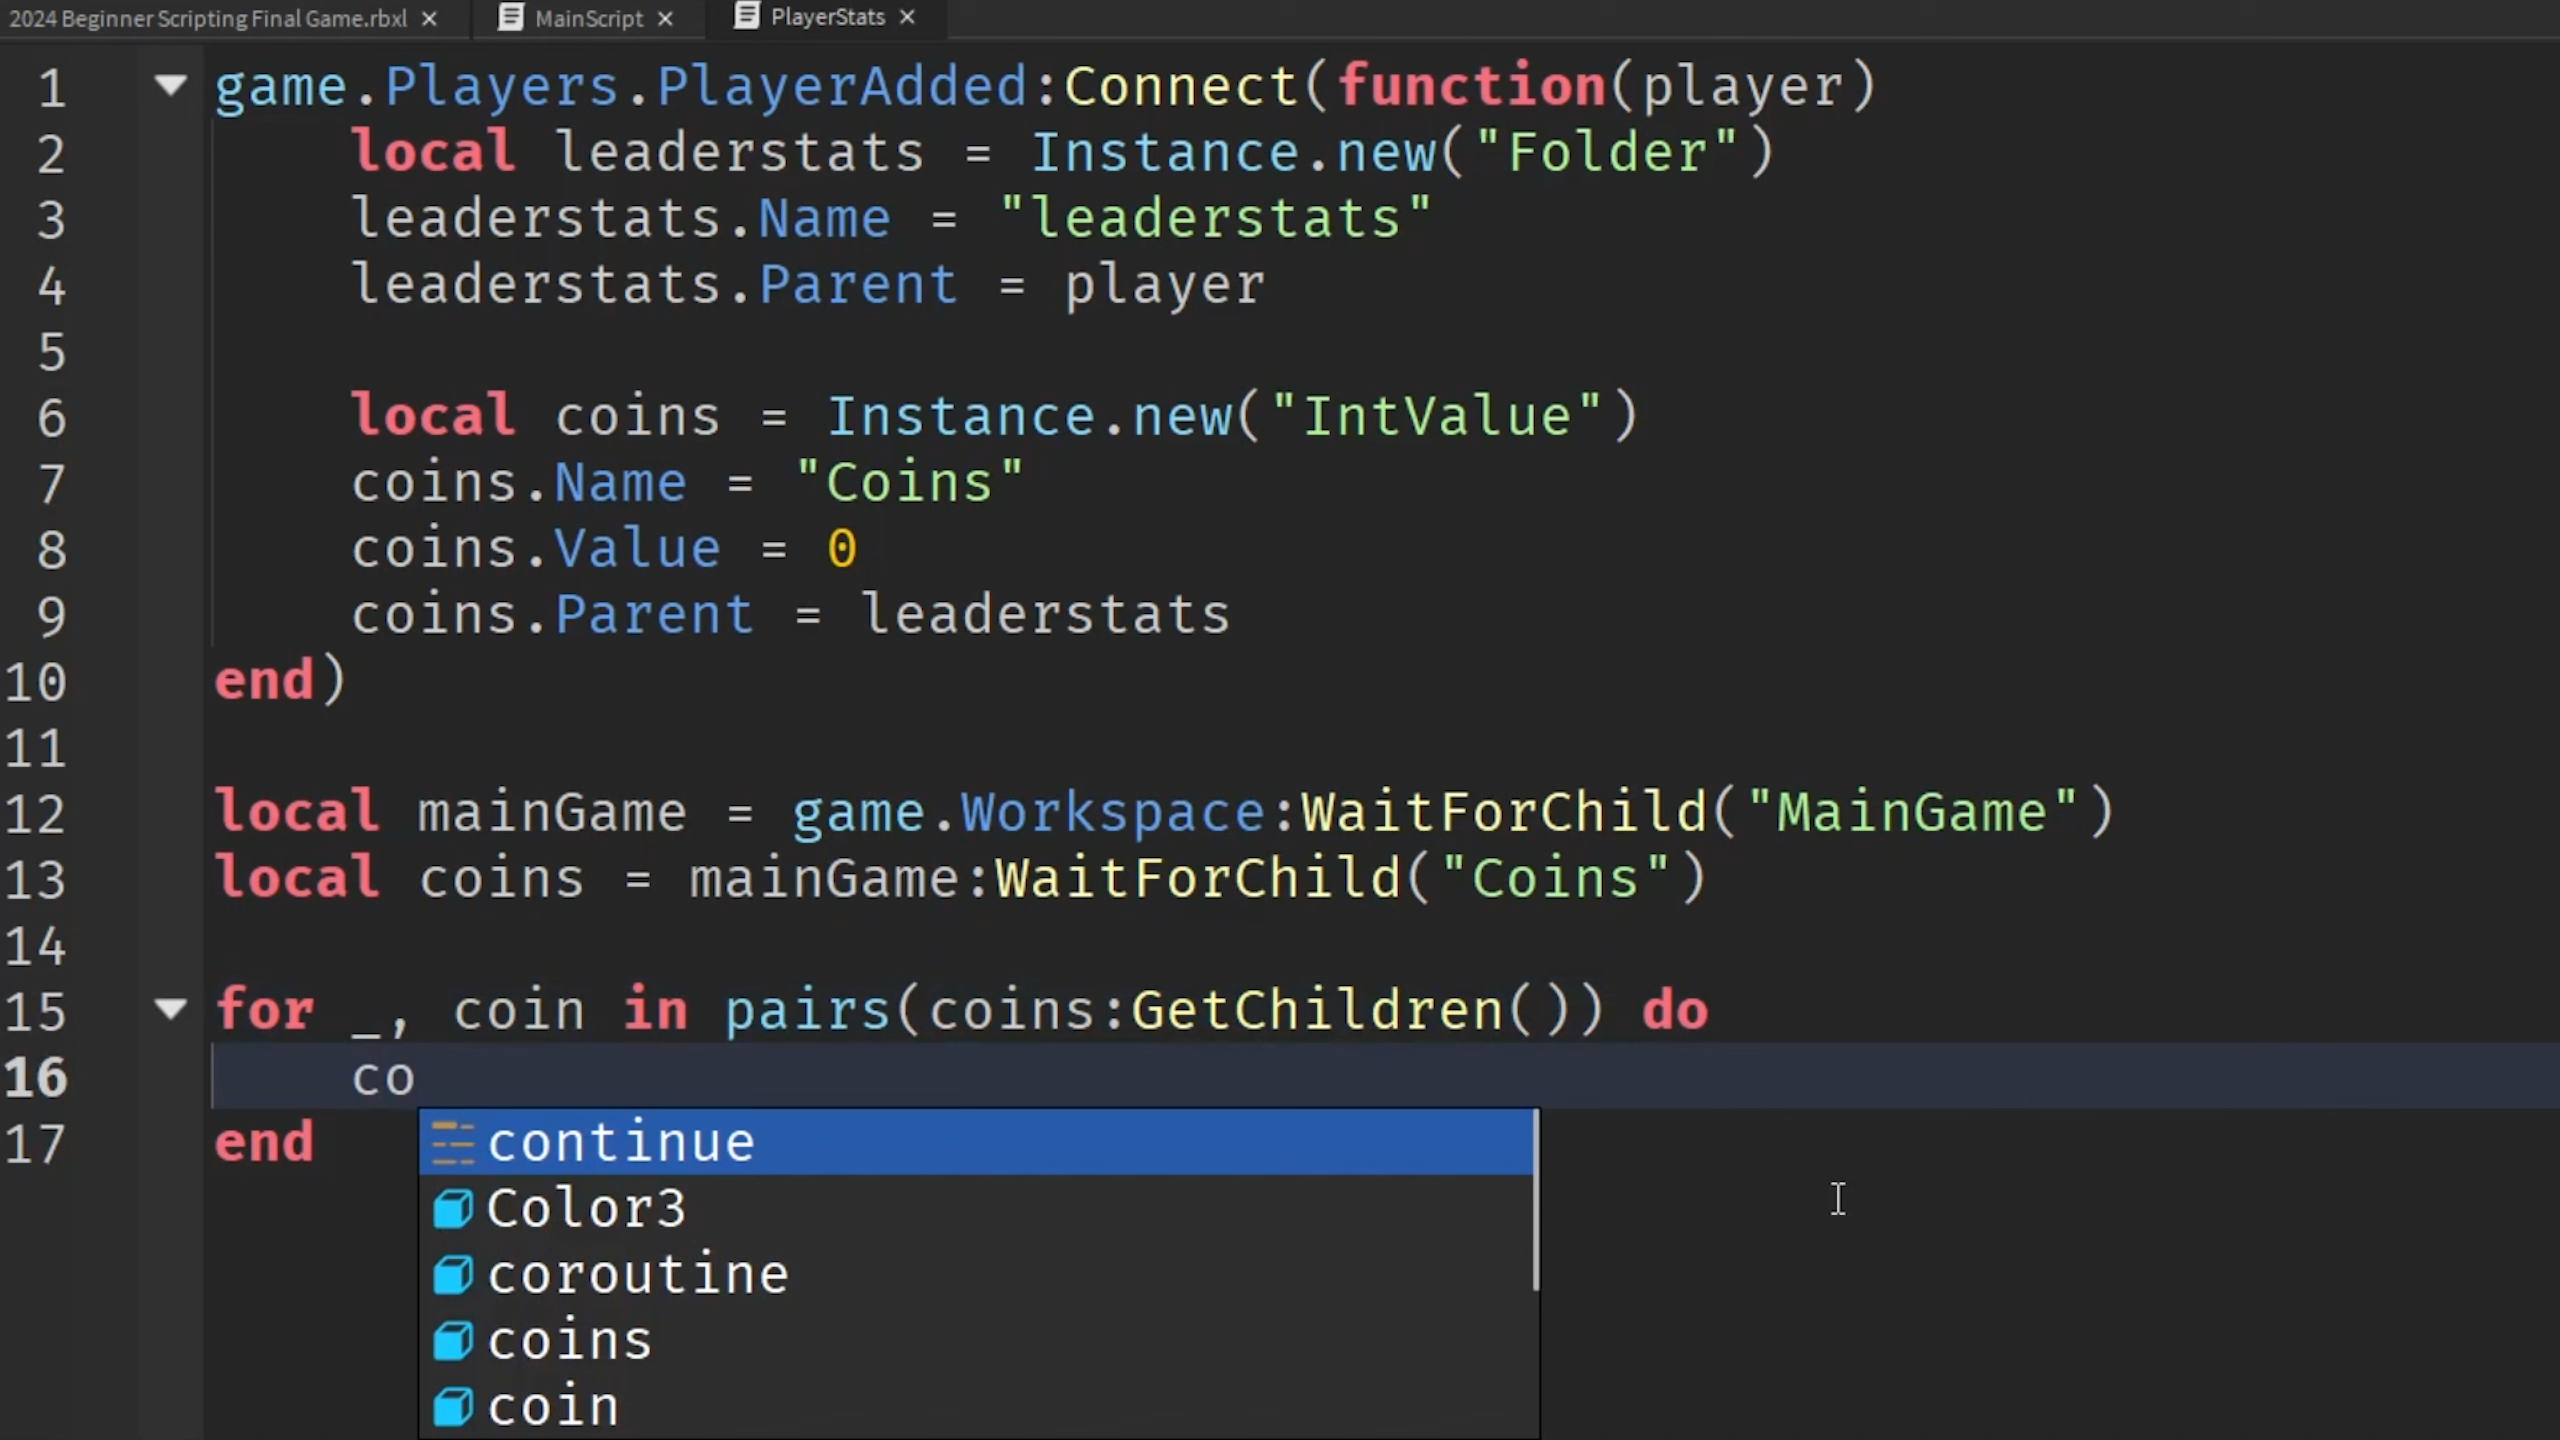 2024 Beginner Scripting Final Game.rbxl × MainScript × PlayerStats ×
1 game.Players.PlayerAdded:Connect(function(player)
2 local leaderstats = Instance.new("Folder")
3 leaderstats.Name = "leaderstats"
4 leaderstats.Parent = player
5
6 local coins = Instance.new("IntValue")
7 coins.Name = "Coins"
8 coins.Value = 0
9 coins.Parent = leaderstats
10 end)
11
12 local mainGame = game.Workspace:WaitForChild("MainGame")
13 local coins = mainGame:WaitForChild("Coins")
14
15 for _, coin in pairs(coins:GetChildren()) do
16 co
17 end
continue
Color3
coroutine
coins
coin